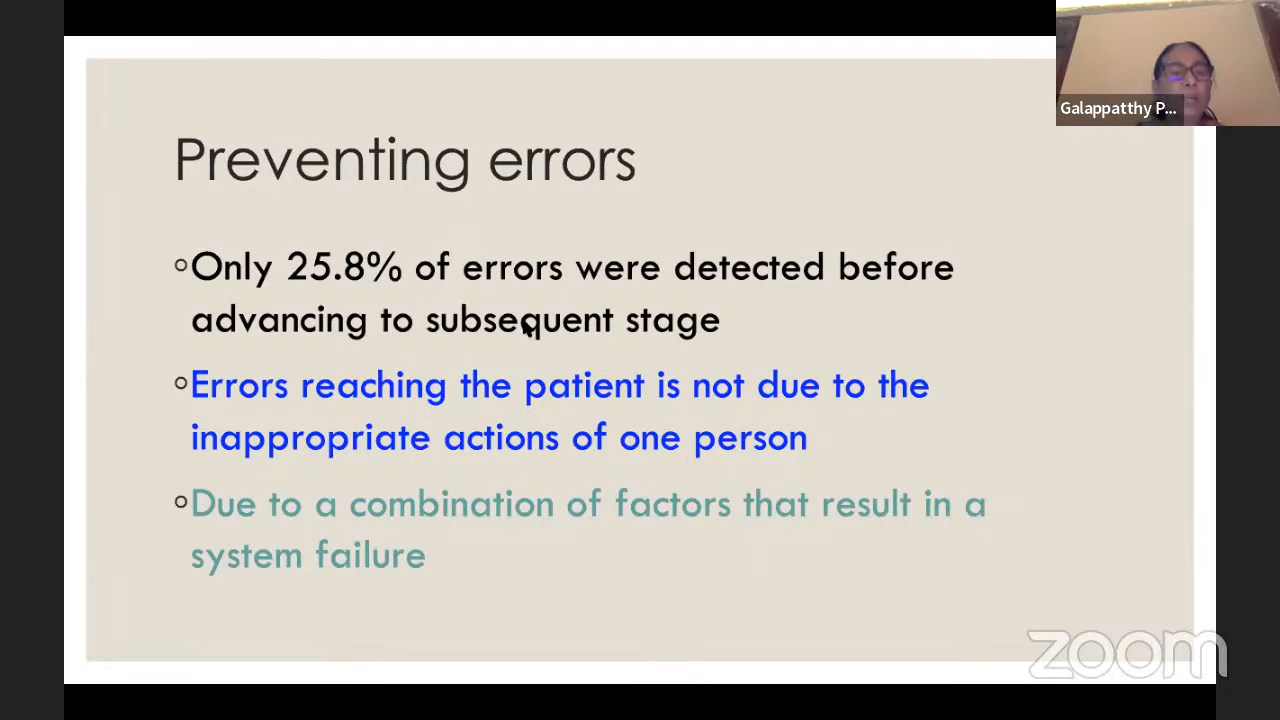 Galappatthy P...
Preventing errors
Only 25.8% of errors were detected before
advancing to subsequent stage
Errors reaching the patient is not due to the
inappropriate actions of one person
Due to a combination of factors that result in a
system failure
zoom